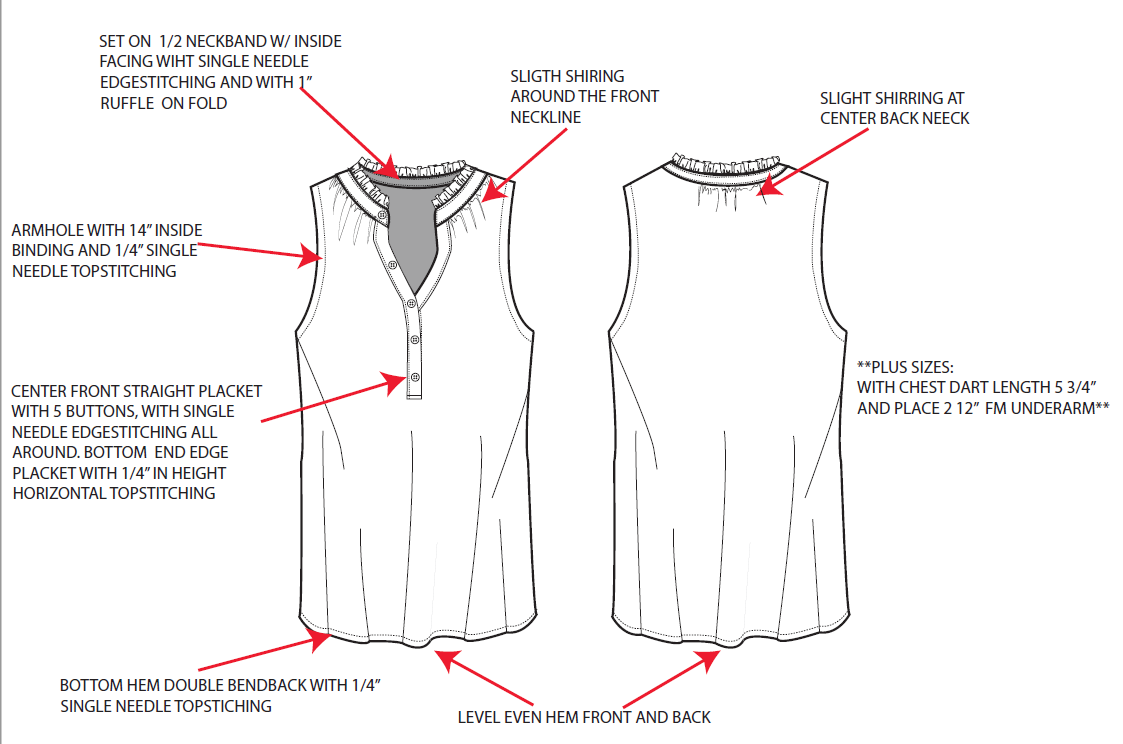 SET ON 1/2 NECKBAND W/ INSIDE
FACING WIHT SINGLE NEEDLE
EDGESTITCHING AND WITH 1”
RUFFLE ON FOLD
SLIGTH SHIRING
AROUND THE FRONT
NECKLINE
SLIGHT SHIRRING AT
CENTER BACK NEECK
ARMHOLE WITH 14” INSIDE
BINDING AND 1/4” SINGLE
NEEDLE TOPSTITCHING
**PLUS SIZES:
WITH CHEST DART LENGTH 5 3/4”
AND PLACE 2 12” FM UNDERARM**
CENTER FRONT STRAIGHT PLACKET
WITH 5 BUTTONS, WITH SINGLE
NEEDLE EDGESTITCHING ALL
AROUND. BOTTOM END EDGE
PLACKET WITH 1/4” IN HEIGHT
HORIZONTAL TOPSTITCHING
BOTTOM HEM DOUBLE BENDBACK WITH 1/4”
SINGLE NEEDLE TOPSTICHING
LEVEL EVEN HEM FRONT AND BACK